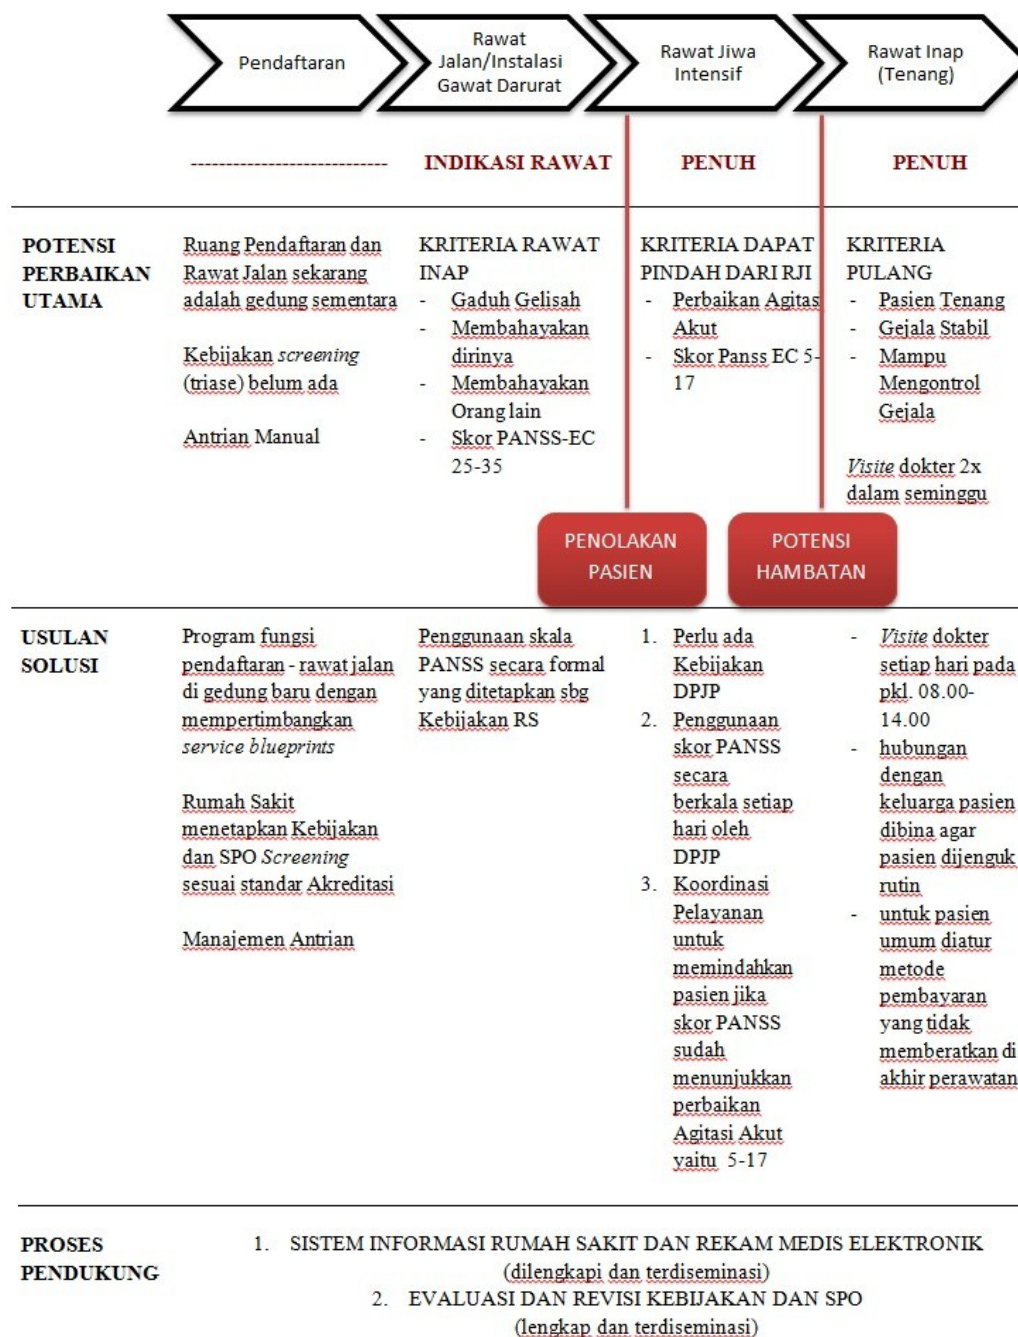 Pendaftaran
Rawat
Jalan/Instalasi
Gawat Darurat
Rawat Jiwa
Intensif
Rawat Inap
(Tenang)
----------------------------
INDIKASI RAWAT
PENUH
PENUH
POTENSI
PERBAIKAN
UTAMA
Ruang Pendaftaran dan
Rawat Jalan sekarang
adalah gedung sementara
Kebijakan screening
(triase) belum ada
Antrian Manual
KRITERIA RAWAT
INAP
- Gaduh Gelisah
- Membahayakan
dirinya
- Membahayakan
Orang lain
- Skor PANSS-EC
25-35
KRITERIA DAPAT
PINDAH DARI RJI
- Perbaikan Agitasi
Akut
- Skor Panss EC 5-
17
KRITERIA
PULANG
- Pasien Tenang
- Gejala Stabil
- Mampu
Mengontrol
Gejala
Visite dokter 2x
dalam seminggu
PENOLAKAN
PASIEN
POTENSI
HAMBATAN
USULAN
SOLUSI
Program fungsi
pendaftaran - rawat jalan
di gedung baru dengan
mempertimbangkan
service blueprints
Rumah Sakit
menetapkan Kebijakan
dan SPO Screening
sesuai standar Akreditasi
Manajemen Antrian
Penggunaan skala
PANSS secara formal
yang ditetapkan sbg
Kebijakan RS
1. Perlu ada
Kebijakan
DPJP
2. Penggunaan
skor PANSS
secara
berkala setiap
hari oleh
DPJP
3. Koordinasi
Pelayanan
untuk
memindahkan
pasien jika
skor PANSS
sudah
menunjukkan
perbaikan
Agitasi Akut
yaitu 5-17
- Visite dokter
setiap hari pada
pkl. 08.00-
14.00
- hubungan
dengan
keluarga pasien
dibina agar
pasien dijenguk
rutin
- untuk pasien
umum diatur
metode
pembayaran
yang tidak
memberatkan di
akhir perawatan
PROSES
PENDUKUNG
1. SISTEM INFORMASI RUMAH SAKIT DAN REKAM MEDIS ELEKTRONIK
(dilengkapi dan terdiseminasi)
2. EVALUASI DAN REVISI KEBIJAKAN DAN SPO
(lengkap dan terdiseminasi)